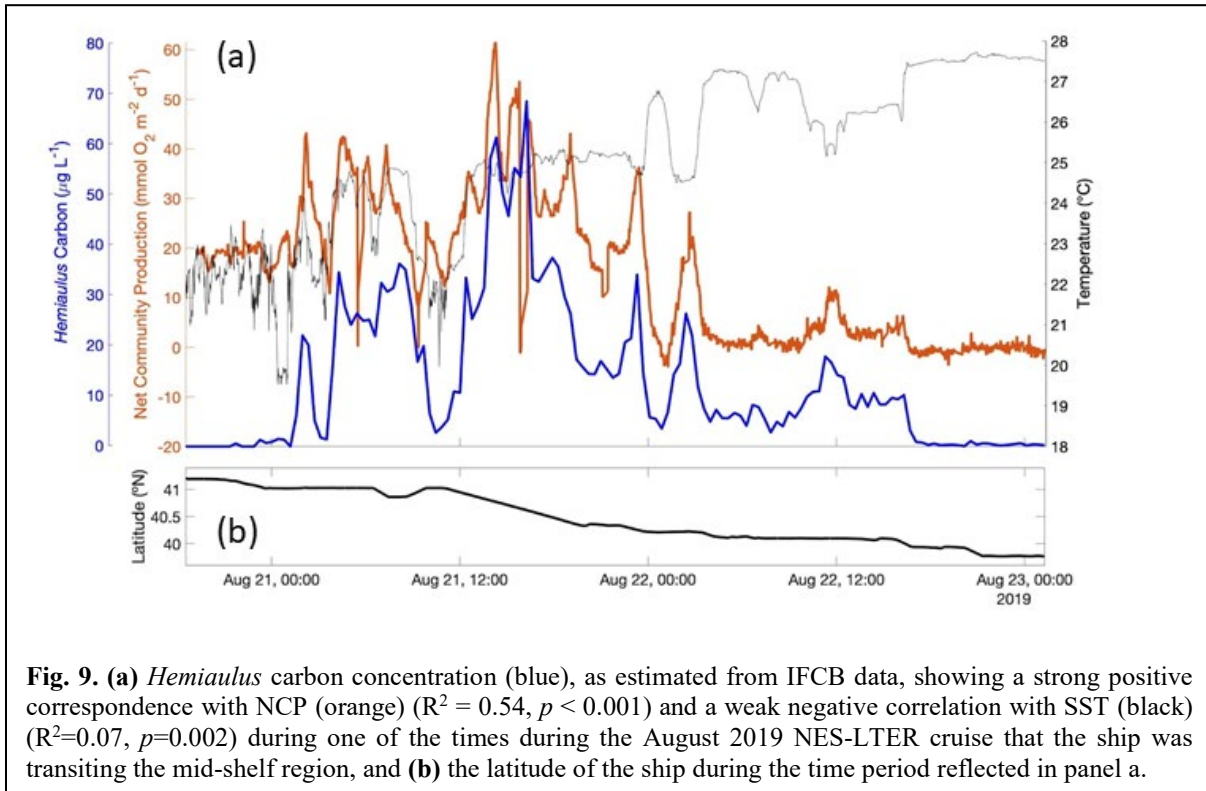 (a)
80
70
60
50
40
30
20
10
0
Hemiaulus Carbon (μg L⁻¹)
60
50
40
30
20
10
0
-10
-20
Net Community Production (mmol O₂ m⁻² d⁻¹)
28
27
26
25
24
23
22
21
20
19
18
Temperature (ºC)
(b)
41
40.5
40
Latitude (ºN)
Aug 21, 00:00
Aug 21, 12:00
Aug 22, 00:00
Aug 22, 12:00
Aug 23, 00:00
2019
Fig. 9. (a) Hemiaulus carbon concentration (blue), as estimated from IFCB data, showing a strong positive
correspondence with NCP (orange) (R² = 0.54, p < 0.001) and a weak negative correlation with SST (black)
(R²=0.07, p=0.002) during one of the times during the August 2019 NES-LTER cruise that the ship was
transiting the mid-shelf region, and (b) the latitude of the ship during the time period reflected in panel a.